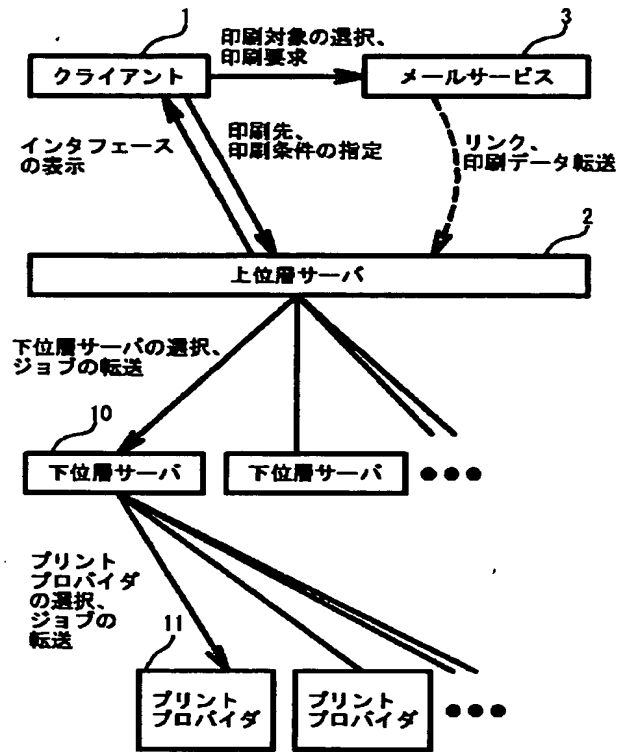 1
印刷対象の選択、
印刷要求
3
クライアント
メールサービス
インタフェース
の表示
印刷先、
印刷条件の指定
リンク、
印刷データ転送
2
上位層サーバ
下位層サーバの選択、
ジョブの転送
10
下位層サーバ
下位層サーバ
●●●
プリント
プロバイダ
の選択、
ジョブの
転送
11
プリント
プロバイダ
プリント
プロバイダ
●●●